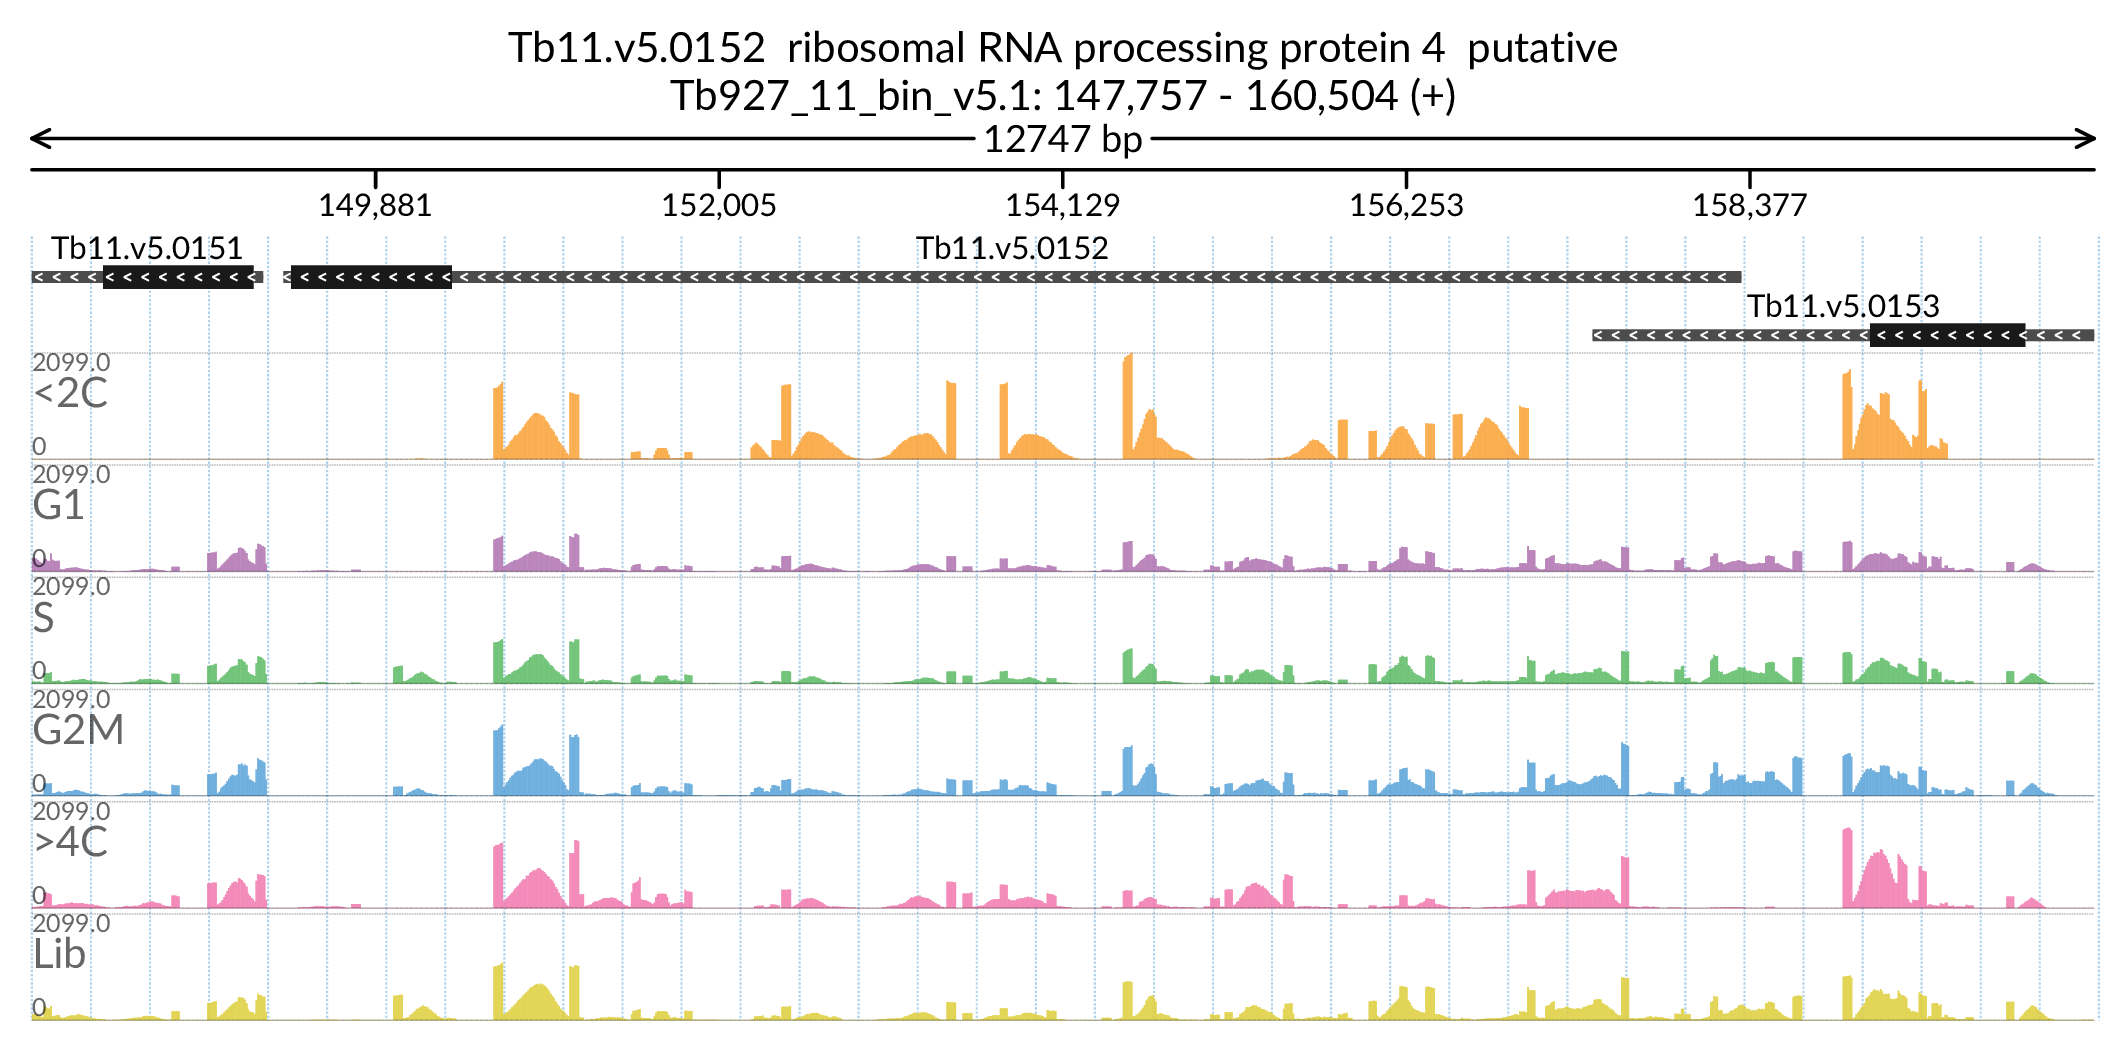 Tb11.v5.0152  ribosomal RNA processing protein 4  putative
Tb927_11_bin_v5.1: 147,757 - 160,504 (+)
12747 bp
149,881 152,005 154,129 156,253 158,377
Tb11.v5.0151 Tb11.v5.0152
Tb11.v5.0153
2099.0
<2C
0
2099.0
G1
0
2099.0
S
0
2099.0
G2M
0
2099.0
>4C
0
2099.0
Lib
0